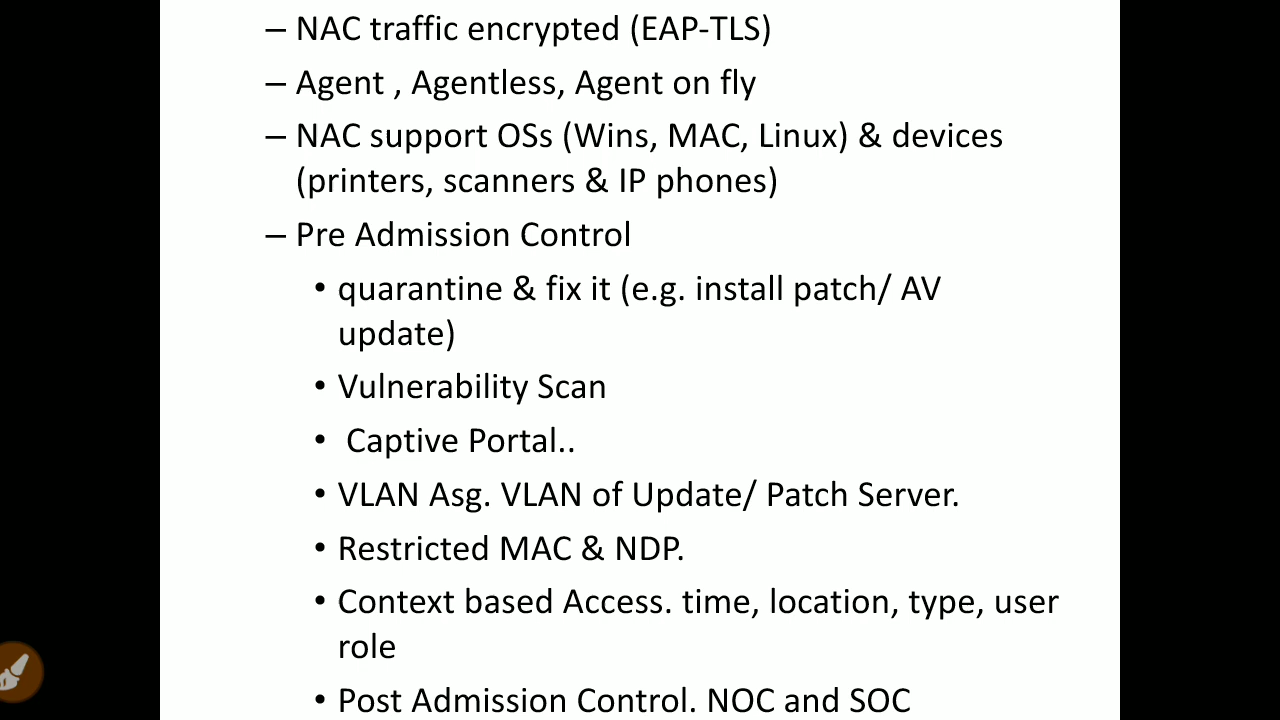 – NAC traffic encrypted (EAP-TLS)
– Agent , Agentless, Agent on fly
– NAC support OSs (Wins, MAC, Linux) & devices
(printers, scanners & IP phones)
– Pre Admission Control
• quarantine & fix it (e.g. install patch/ AV
update)
• Vulnerability Scan
• Captive Portal..
• VLAN Asg. VLAN of Update/ Patch Server.
• Restricted MAC & NDP.
• Context based Access. time, location, type, user
role
• Post Admission Control. NOC and SOC